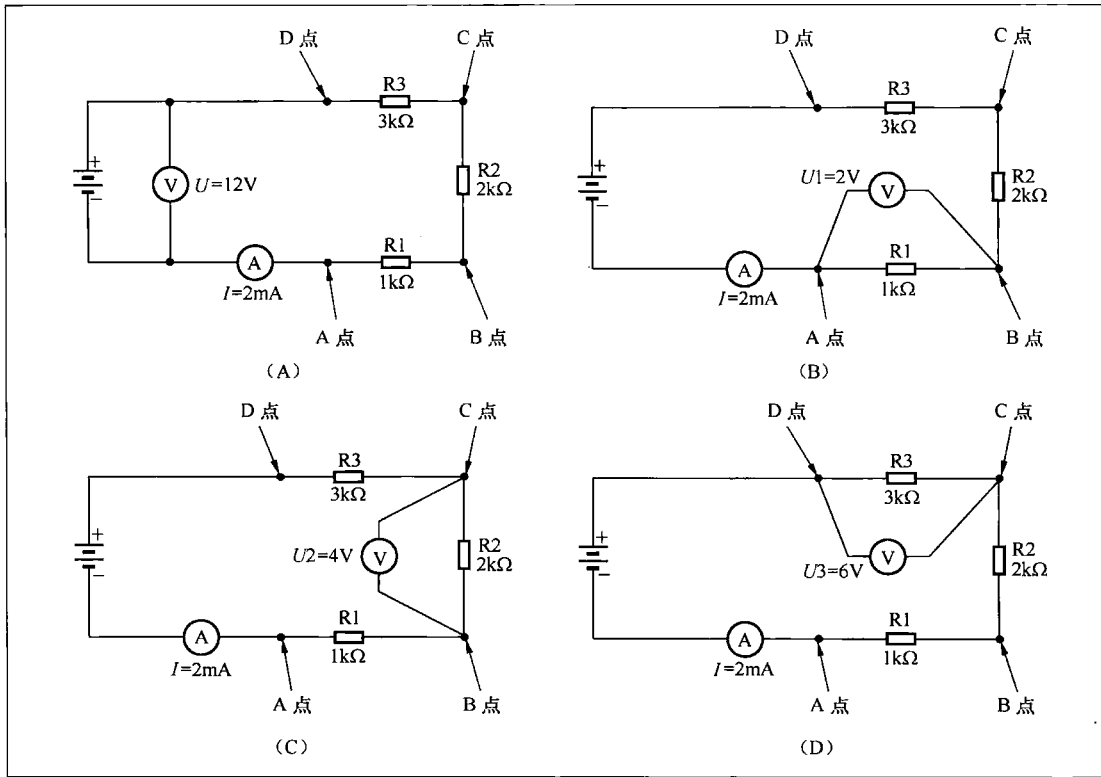 D 点
C 点
R3
3kΩ
+
-
V
U=12V
R2
2kΩ
A
I=2mA
R1
1kΩ
A 点
B 点
(A)
D 点
C 点
R3
3kΩ
+
-
U1=2V
V
R2
2kΩ
A
I=2mA
R1
1kΩ
A 点
B 点
(B)
D 点
C 点
R3
3kΩ
+
-
U2=4V
V
R2
2kΩ
A
I=2mA
R1
1kΩ
A 点
B 点
(C)
D 点
C 点
R3
3kΩ
+
-
U3=6V
V
R2
2kΩ
A
I=2mA
R1
1kΩ
A 点
B 点
(D)